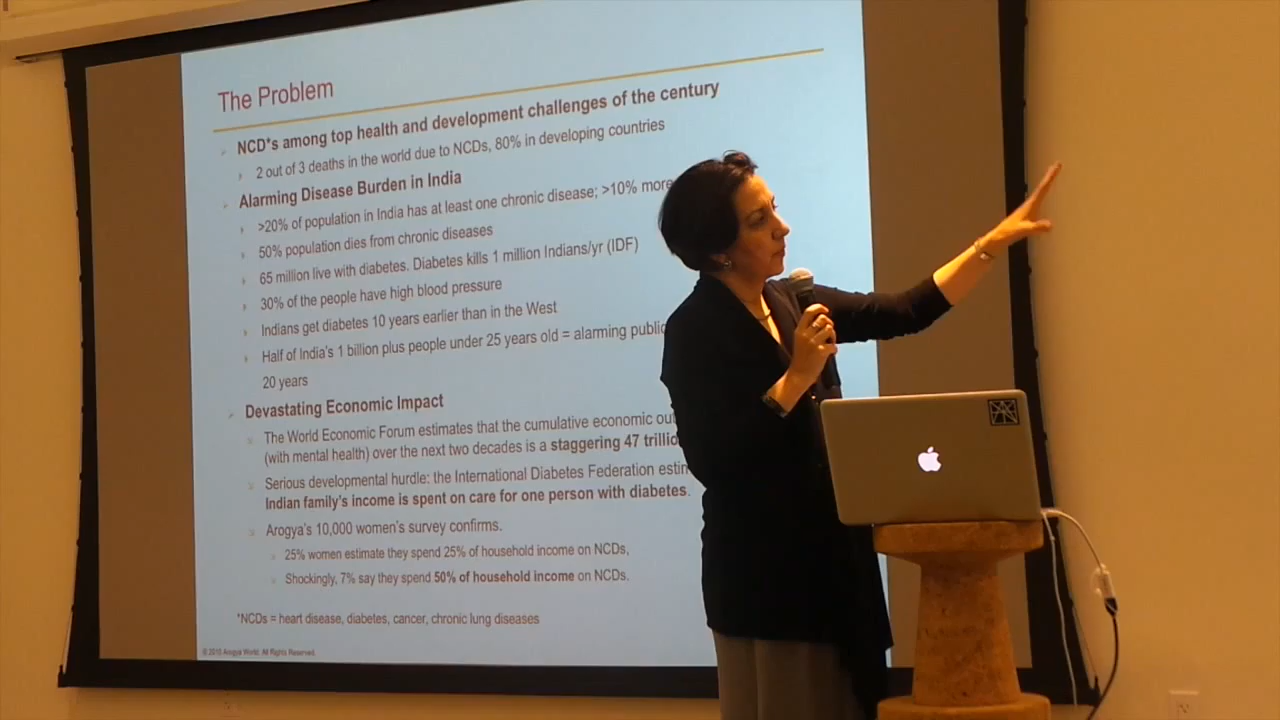 The Problem
NCD*s among top health and development challenges of the century
2 out of 3 deaths in the world due to NCDs, 80% in developing countries
Alarming Disease Burden in India
>20% of population in India has at least one chronic disease; >10% more
50% population dies from chronic diseases
65 million live with diabetes. Diabetes kills 1 million Indians/yr (IDF)
30% of the people have high blood pressure
Indians get diabetes 10 years earlier than in the West
Half of India's 1 billion plus people under 25 years old = alarming public
20 years
Devastating Economic Impact
The World Economic Forum estimates that the cumulative economic
(with mental health) over the next two decades is a staggering 47
Serious developmental hurdle: the International Diabetes Federation
Indian family's income is spent on care for one person with diabetes.
Arogya's 10,000 women's survey confirms.
25% women estimate they spend 25% of household income on NCDs,
Shockingly, 7% say they spend 50% of household income on NCDs.
*NCDs = heart disease, diabetes, cancer, chronic lung diseases
Arogya World. All Rights Reserved.